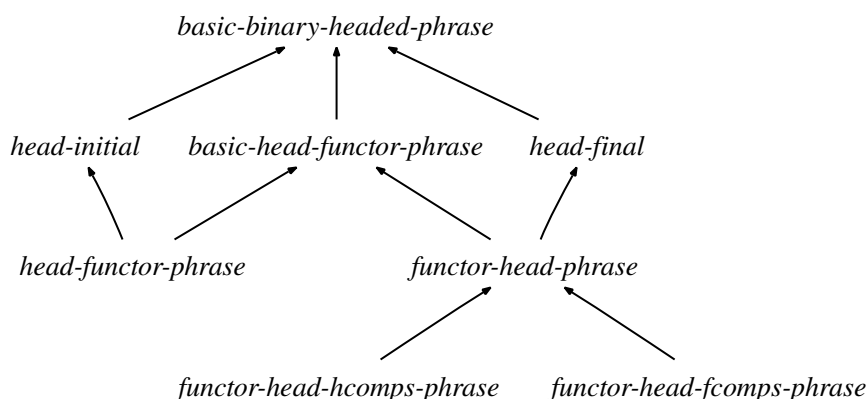 basic-binary-headed-phrase
head-initial basic-head-functor-phrase head-final
head-functor-phrase functor-head-phrase
functor-head-hcomps-phrase functor-head-fcomps-phrase